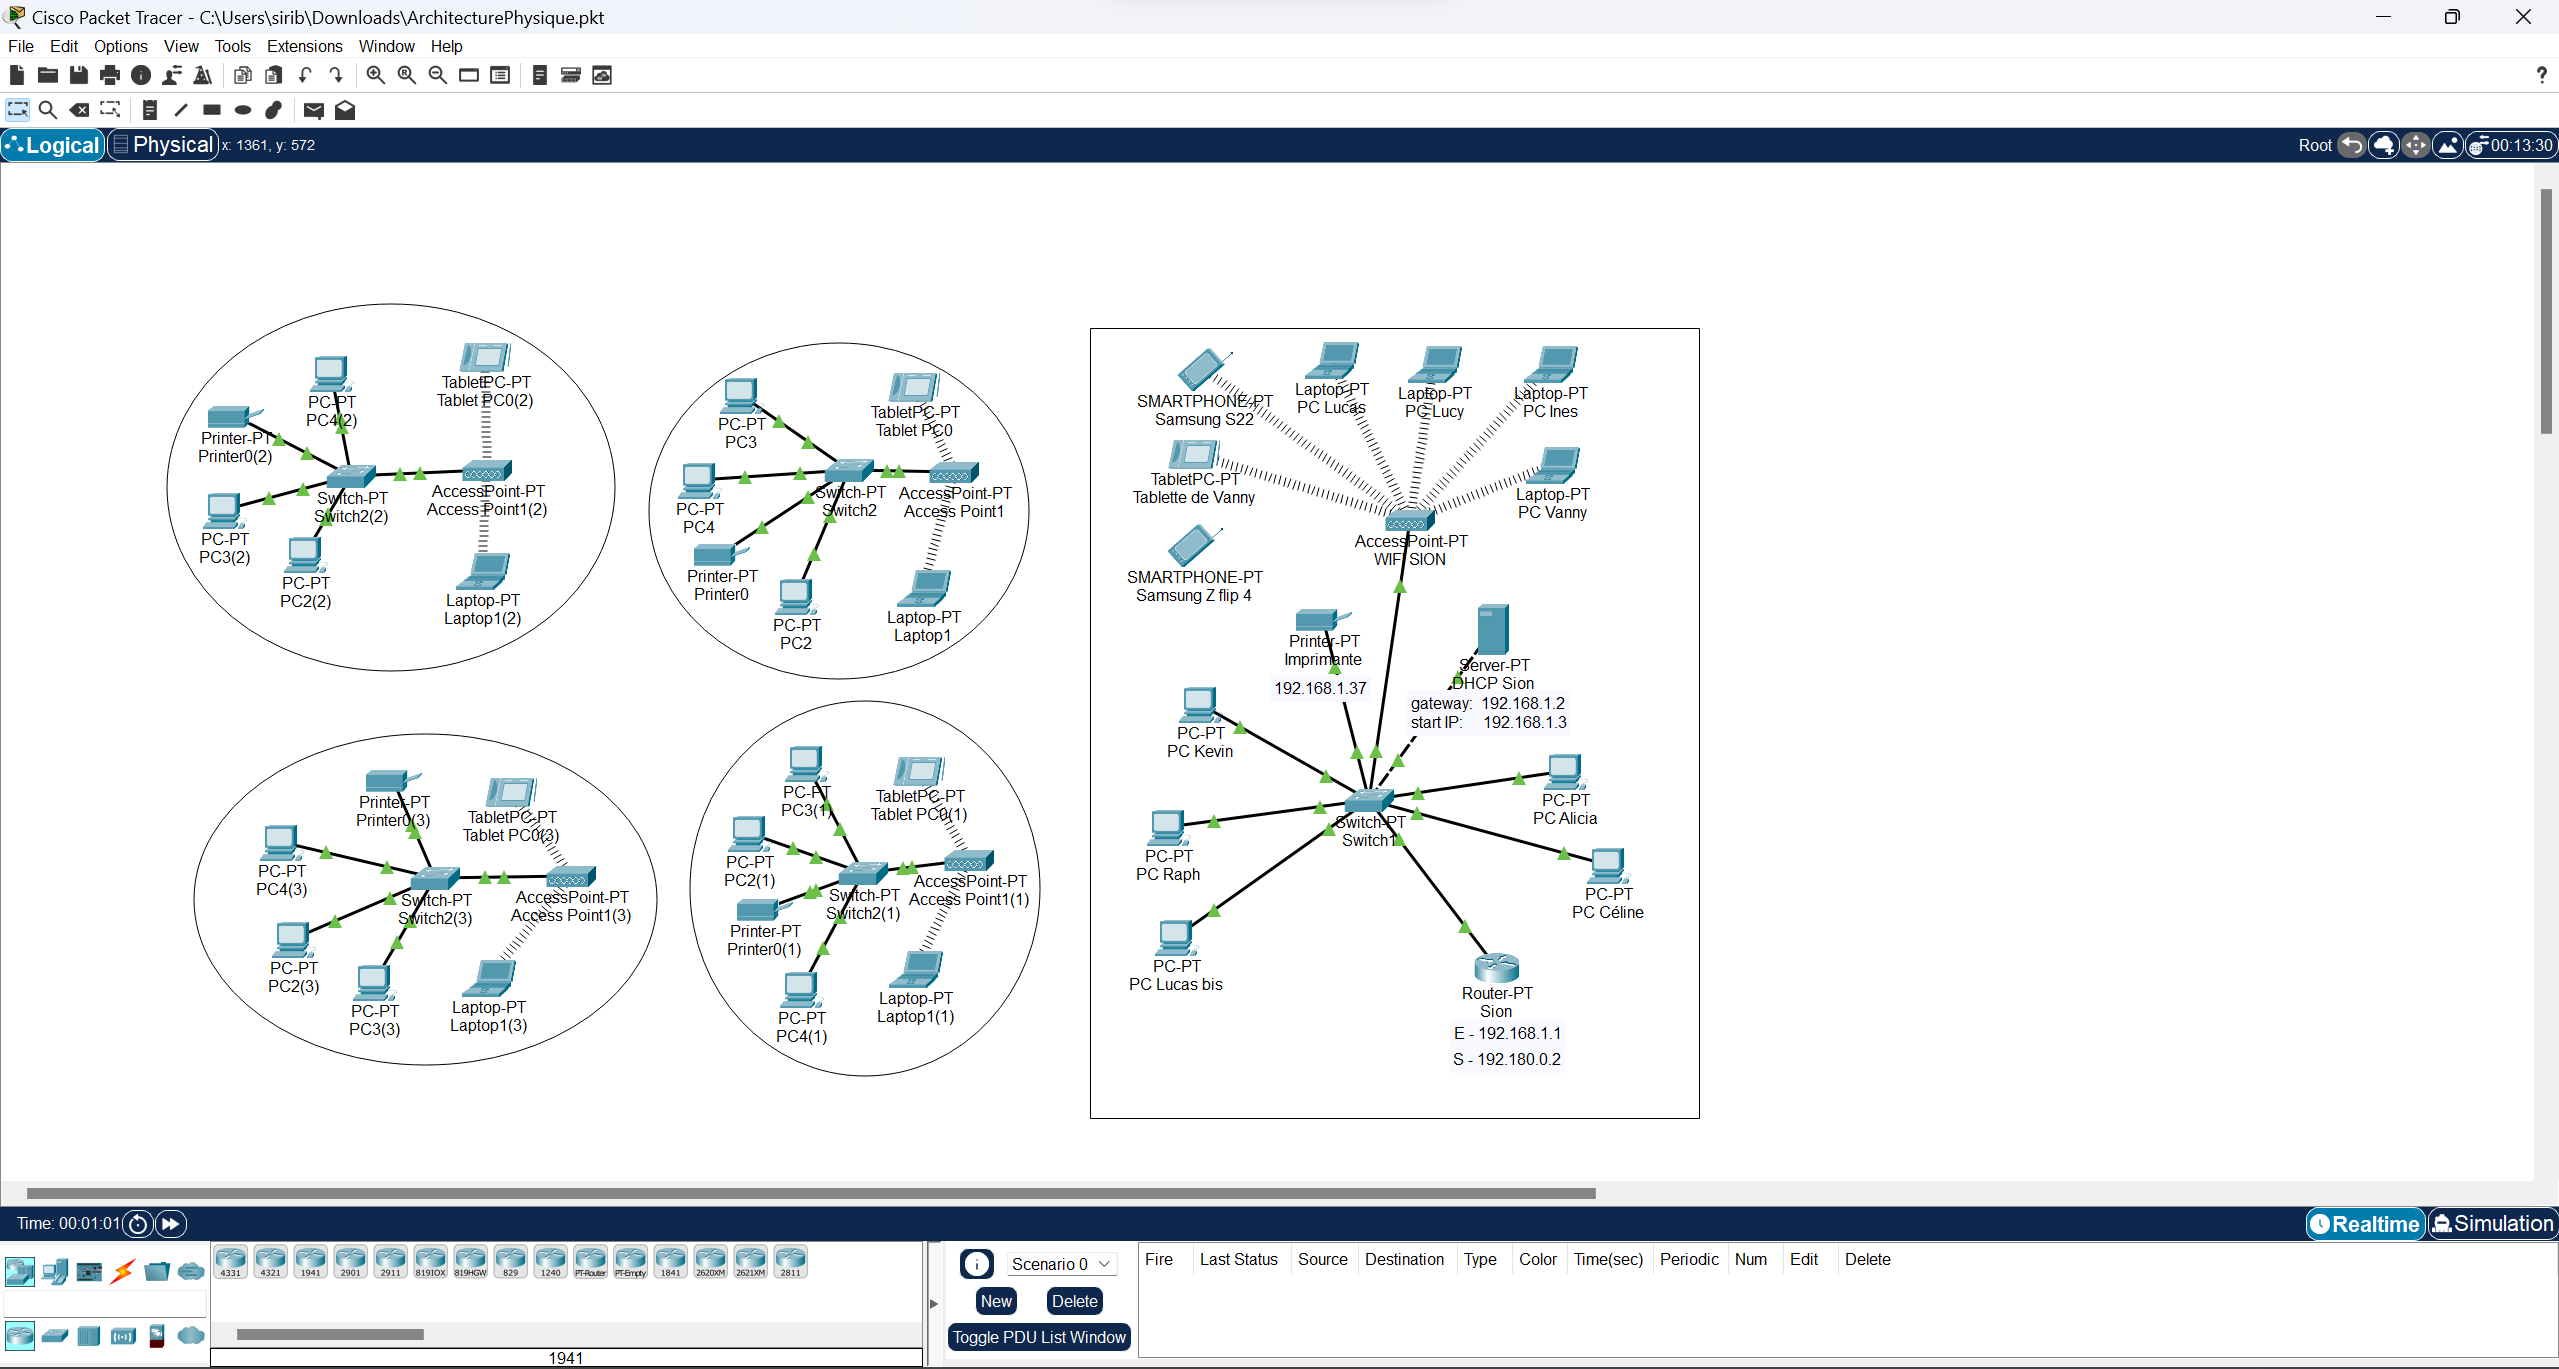 Cisco Packet Tracer - C:\Users\sirib\Downloads\ArchitecturePhysique.pkt
File Edit Options View Tools Extensions Window Help
?
Logical Physical x: 1361, y: 572
Root 00:13:30
PC-PT
PC4(2)
TabletPC-PT
Tablet PC0(2)
Printer-PT
Printer0(2)
Switch-PT
Switch2(2)
AccessPoint-PT
Access Point1(2)
PC-PT
PC3(2)
PC-PT
PC2(2)
Laptop-PT
Laptop1(2)
PC-PT
PC3
TabletPC-PT
Tablet PC0
PC-PT
PC4
Switch-PT
Switch2
AccessPoint-PT
Access Point1
Printer-PT
Printer0
PC-PT
PC2
Laptop-PT
Laptop1
SMARTPHONE-PT
Samsung S22
Laptop-PT
PC Lucas
Laptop-PT
PC Lucy
Laptop-PT
PC Ines
TabletPC-PT
Tablette de Vanny
Laptop-PT
PC Vanny
AccessPoint-PT
WIFI SION
SMARTPHONE-PT
Samsung Z flip 4
Printer-PT
Imprimante
192.168.1.37
Server-PT
DHCP Sion
gateway: 192.168.1.2
start IP: 192.168.1.3
PC-PT
PC Kevin
PC-PT
PC Alicia
Switch-PT
Switch1
PC-PT
PC Raph
PC-PT
PC Céline
PC-PT
PC Lucas bis
Router-PT
Sion
E - 192.168.1.1
S - 192.180.0.2
Printer-PT
Printer0(3)
TabletPC-PT
Tablet PC0(3)
PC-PT
PC4(3)
Switch-PT
Switch2(3)
AccessPoint-PT
Access Point1(3)
PC-PT
PC2(3)
PC-PT
PC3(3)
Laptop-PT
Laptop1(3)
PC-PT
PC3(1)
TabletPC-PT
Tablet PC0(1)
PC-PT
PC2(1)
Switch-PT
Switch2(1)
AccessPoint-PT
Access Point1(1)
Printer-PT
Printer0(1)
PC-PT
PC4(1)
Laptop-PT
Laptop1(1)
Time: 00:01:01
Realtime Simulation
4331 4321 1941 2901 2911 819IOX 819HGW 829 1240 PT-Router PT-Empty 1841 2620XM 2621XM 2811
1941
Scenario 0
New Delete
Toggle PDU List Window
Fire Last Status Source Destination Type Color Time(sec) Periodic Num Edit Delete